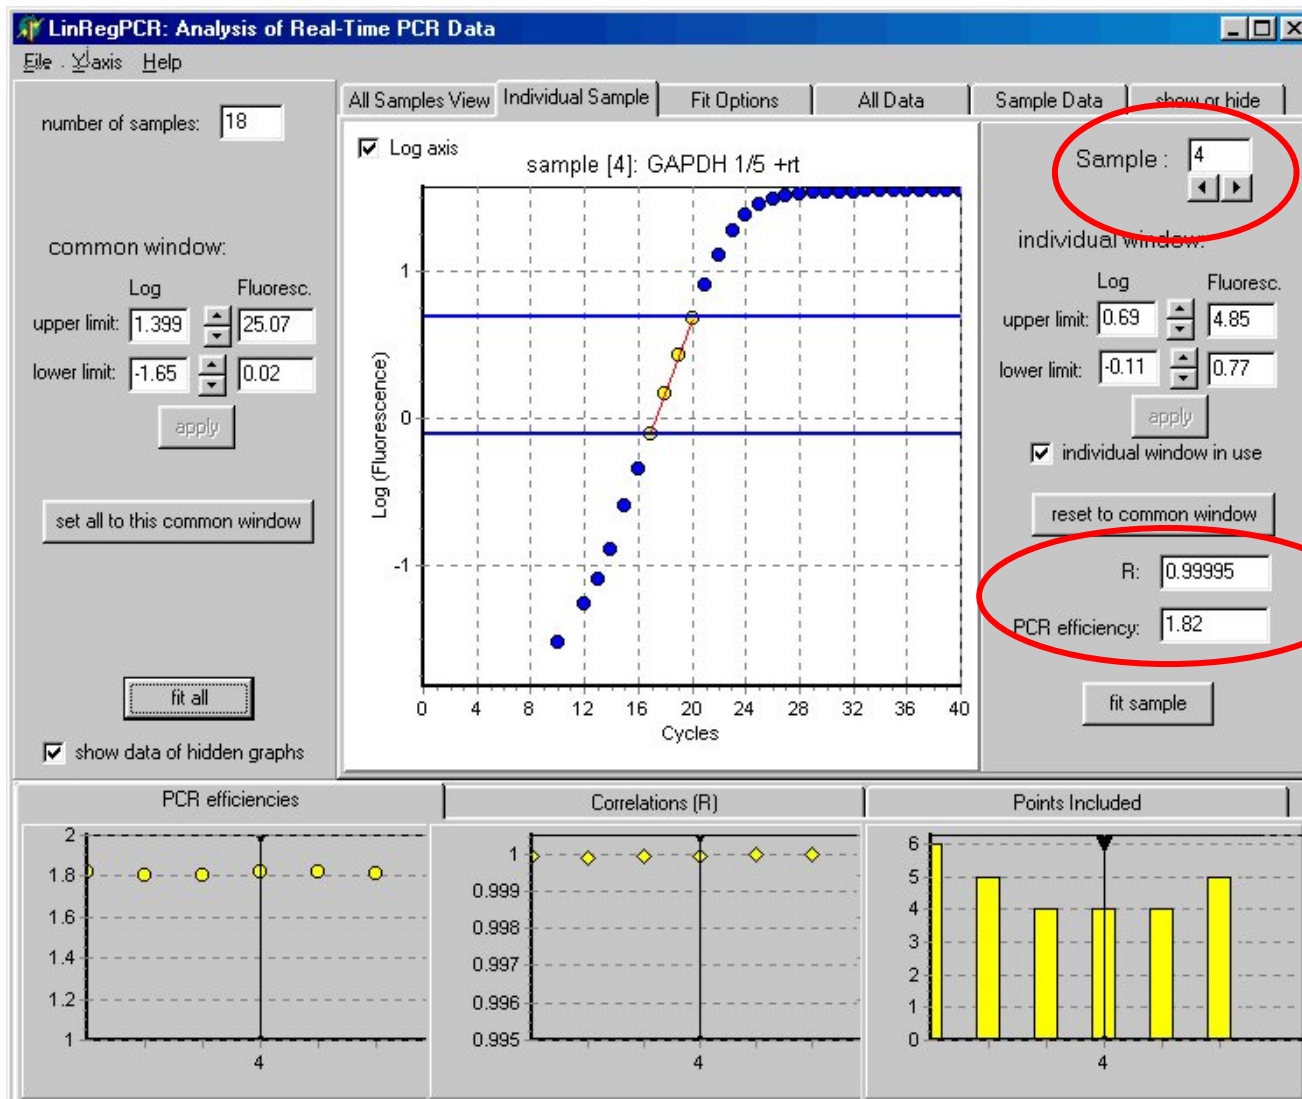 LinRegPCR: Analysis of Real-Time PCR Data
File Y-axis Help
number of samples: 18
common window:
Log Fluoresc.
upper limit: 1.399 25.07
lower limit: -1.65 0.02
apply
set all to this common window
fit all
show data of hidden graphs
All Samples View Individual Sample Fit Options All Data Sample Data show or hide
Log axis
sample [4]: GAPDH 1/5 +rt
Log (Fluorescence)
1
0
-1
0 4 8 12 16 20 24 28 32 36 40
Cycles
Sample : 4
individual window:
Log Fluoresc.
upper limit: 0.69 4.85
lower limit: -0.11 0.77
apply
individual window in use
reset to common window
R: 0.99995
PCR efficiency: 1.82
fit sample
PCR efficiencies
2
1.8
1.6
1.4
1.2
1
4
Correlations (R)
1
0.999
0.998
0.997
0.996
0.995
4
Points Included
6
5
4
3
2
1
0
4